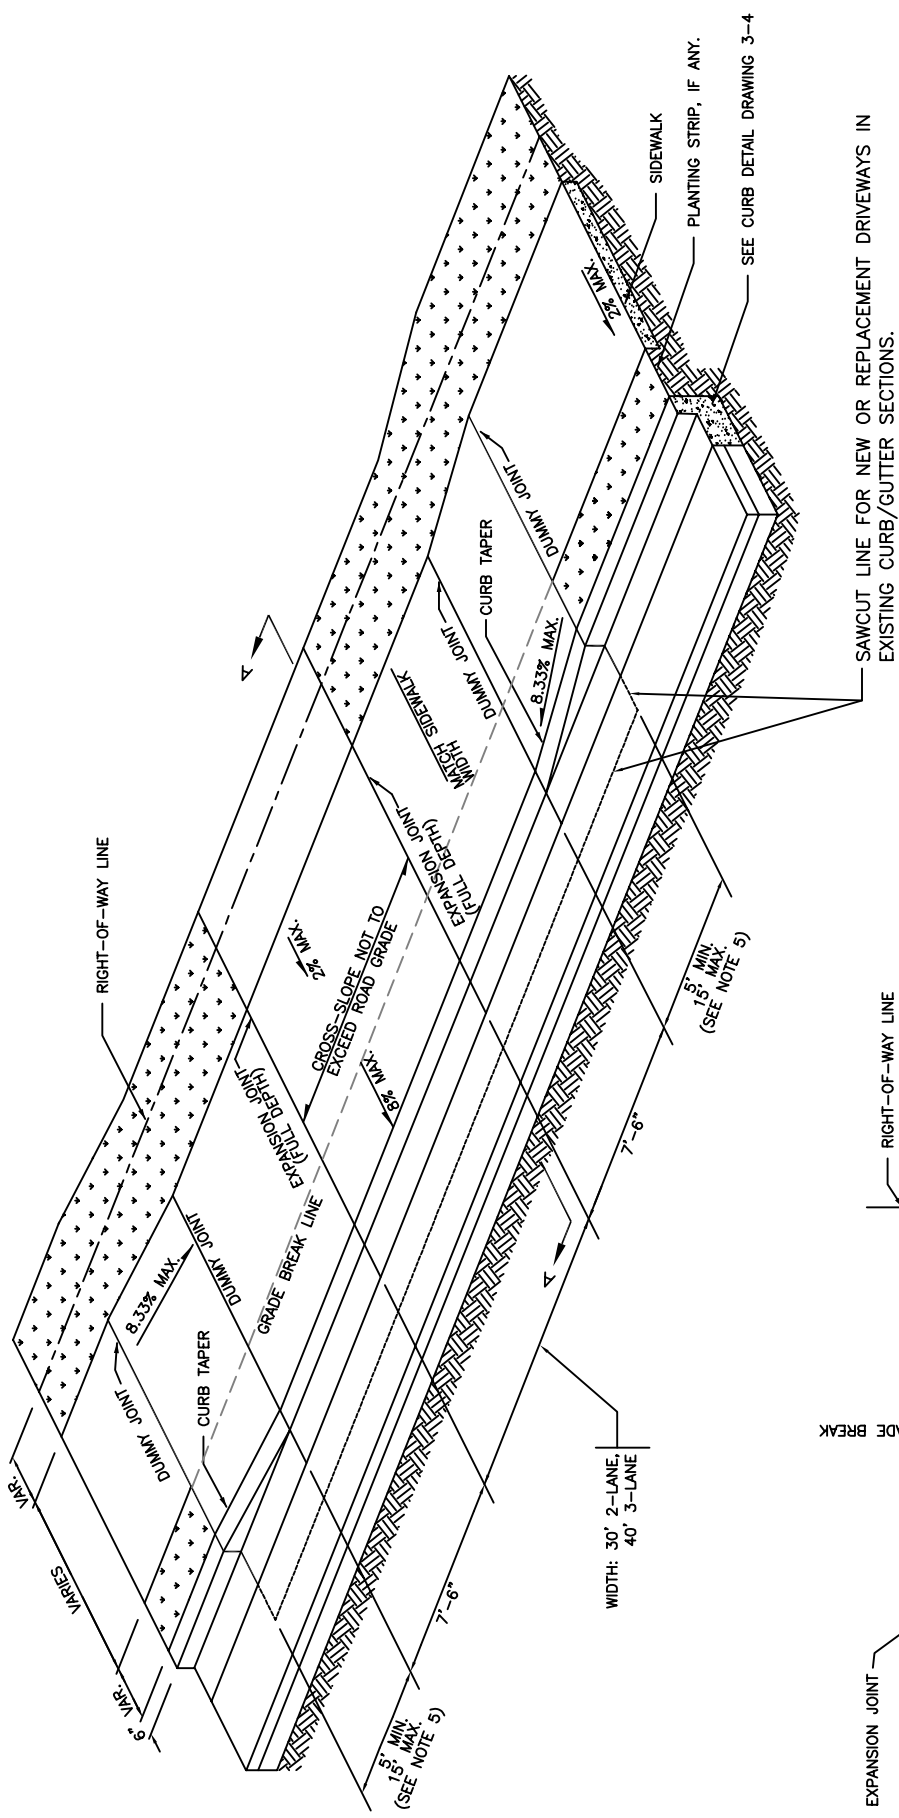 RIGHT-OF-WAY LINE
SIDEWALK
PLANTING STRIP, IF ANY.
SEE CURB DETAIL DRAWING 3-4
SAWCUT LINE FOR NEW OR REPLACEMENT DRIVEWAYS IN
EXISTING CURB/GUTTER SECTIONS.
2% MAX.
DUMMY JOINT
CURB TAPER
DUMMY JOINT
8.33% MAX.
MATCH SIDEWALK
WIDTH
A
EXPANSION JOINT
(FULL DEPTH)
2% MAX.
CROSS-SLOPE NOT TO
EXCEED ROAD GRADE
8% MAX.
EXPANSION JOINT
(FULL DEPTH)
GRADE BREAK LINE
DUMMY JOINT
8.33% MAX.
DUMMY JOINT
CURB TAPER
VAR.
VARIES
VAR.
6"
5' MIN.
15' MAX.
(SEE NOTE 5)
7'-6"
WIDTH: 30' 2-LANE,
40' 3-LANE
A
7'-6"
5' MIN.
15' MAX.
(SEE NOTE 5)
RIGHT-OF-WAY LINE
BREAK
EXPANSION JOINT